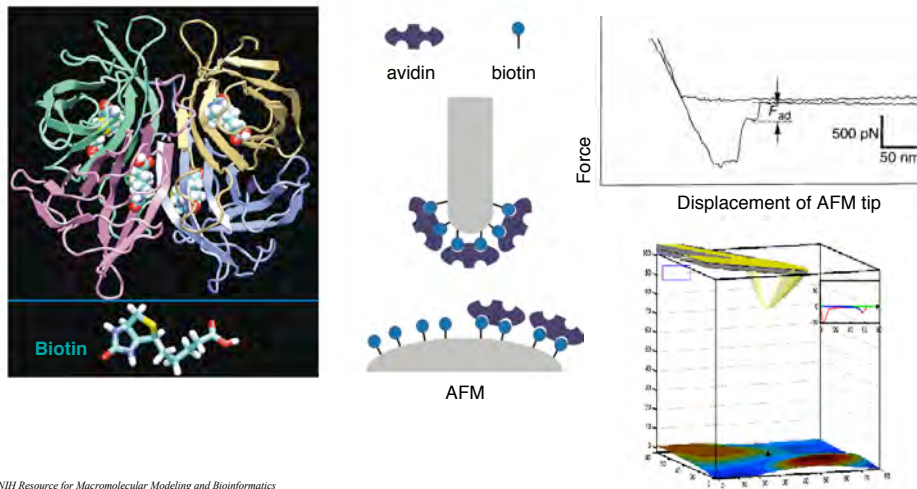 avidin
biotin
AFM
Biotin
Force
F ad
500 pN
50 nm
Displacement of AFM tip
NIH Resource for Macromolecular Modeling and Bioinformatics